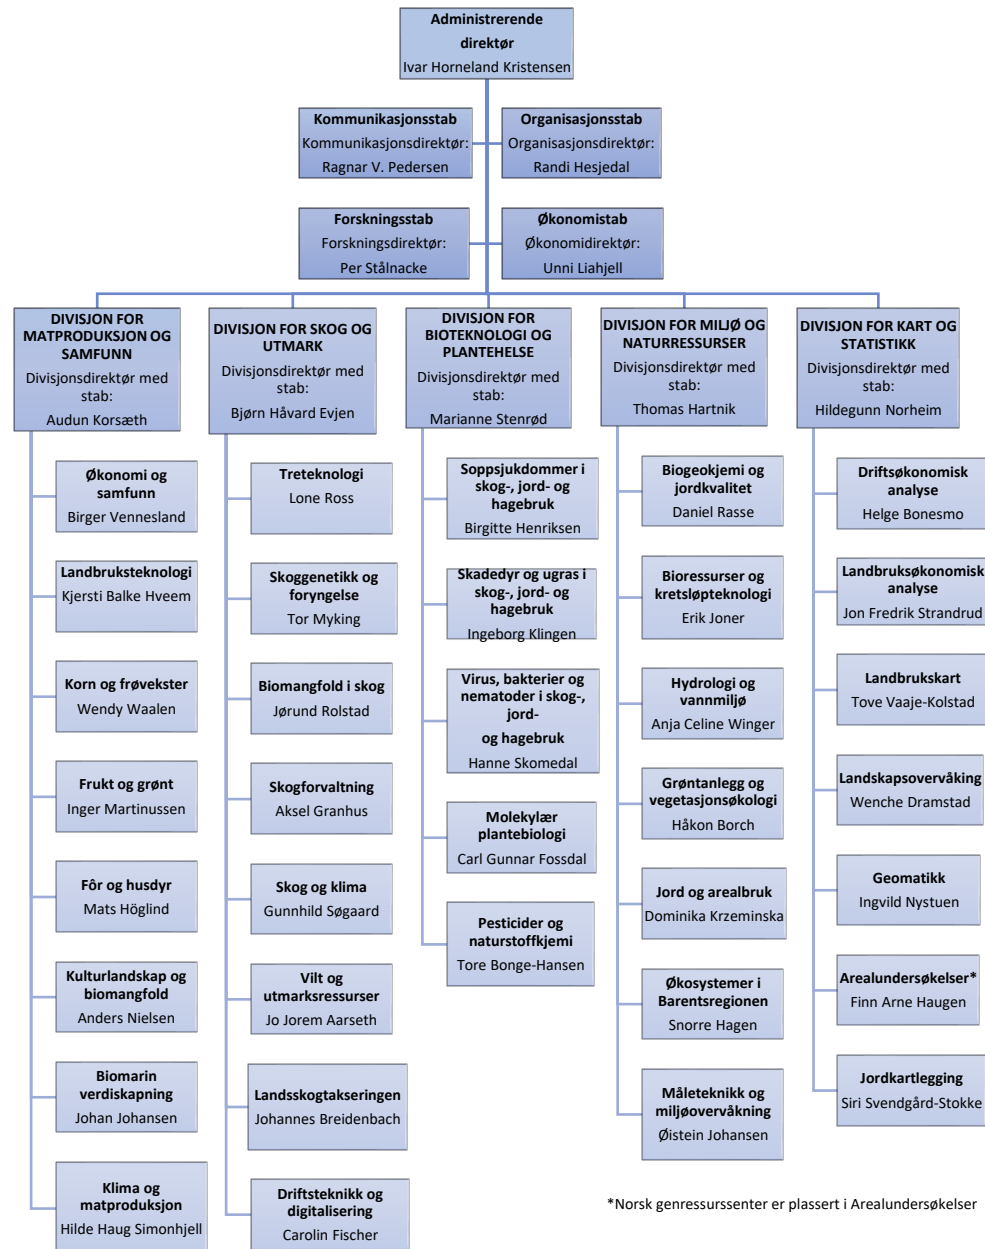 Administrerende
direktør
Ivar Horneland Kristensen
Kommunikasjonsstab
Kommunikasjonsdirektør:
Ragnar V. Pedersen
Organisasjonsstab
Organisasjonsdirektør:
Randi Hesjedal
Forskningsstab
Forskningsdirektør:
Per Stålnacke
Økonomistab
Økonomidirektør:
Unni Liahjell
DIVISJON FOR
MATPRODUKSJON OG
SAMFUNN
Divisjonsdirektør med
stab:
Audun Korsæth
Økonomi og
samfunn
Birger Vennesland
Landbruksteknologi
Kjersti Balke Hveem
Korn og frøvekster
Wendy Waalen
Frukt og grønt
Inger Martinussen
Fôr og husdyr
Mats Höglind
Kulturlandskap og
biomangfold
Anders Nielsen
Biomarin
verdiskapning
Johan Johansen
Klima og
matproduksjon
Hilde Haug Simonhjell
DIVISJON FOR SKOG OG
UTMARK
Divisjonsdirektør med
stab:
Bjørn Håvard Evjen
Treteknologi
Lone Ross
Skoggenetikk og
foryngelse
Tor Myking
Biomangfold i skog
Jørund Rolstad
Skogforvaltning
Aksel Granhus
Skog og klima
Gunnhild Søgaard
Vilt og
utmarksressurser
Jo Jorem Aarseth
Landsskogtakseringen
Johannes Breidenbach
Driftsteknikk og
digitalisering
Carolin Fischer
DIVISJON FOR
BIOTEKNOLOGI OG
PLANTEHELSE
Divisjonsdirektør med
stab:
Marianne Stenrød
Soppsjukdommer i
skog-, jord- og
hagebruk
Birgitte Henriksen
Skadedyr og ugras i
skog-, jord- og
hagebruk
Ingeborg Klingen
Virus, bakterier og
nematoder i skog-,
jord-
og hagebruk
Hanne Skomedal
Molekylær
plantebiologi
Carl Gunnar Fossdal
Pesticider og
naturstoffkjemi
Tore Bonge-Hansen
DIVISJON FOR MILJØ OG
NATURRESSURSER
Divisjonsdirektør med
stab:
Thomas Hartnik
Biogeokjemi og
jordkvalitet
Daniel Rasse
Bioressurser og
kretsløpteknologi
Erik Joner
Hydrologi og
vannmiljø
Anja Celine Winger
Grøntanlegg og
vegetasjonsøkologi
Håkon Borch
Jord og arealbruk
Dominika Krzeminska
Økosystemer i
Barentsregionen
Snorre Hagen
Måleteknikk og
miljøovervåkning
Øistein Johansen
DIVISJON FOR KART OG
STATISTIKK
Divisjonsdirektør med
stab:
Hildegunn Norheim
Driftsøkonomisk
analyse
Helge Bonesmo
Landbruksøkonomisk
analyse
Jon Fredrik Strandrud
Landbrukskart
Tove Vaaje-Kolstad
Landskapsovervåking
Wenche Dramstad
Geomatikk
Ingvild Nystuen
Arealundersøkelser*
Finn Arne Haugen
Jordkartlegging
Siri Svendgård-Stokke
*Norsk genressurssenter er plassert i Arealundersøkelser